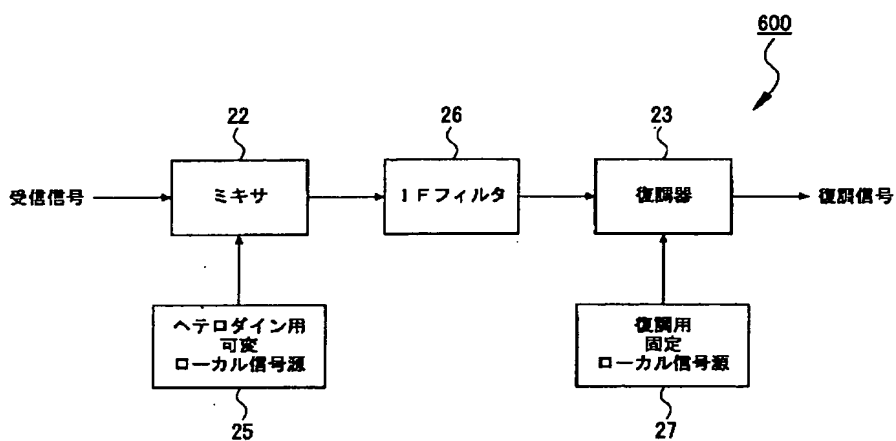 600
22
26
23
受信信号
ミキサ
IFフィルタ
復調器
復調信号
ヘテロダイン用
可変
ローカル信号源
復調用
固定
ローカル信号源
25
27